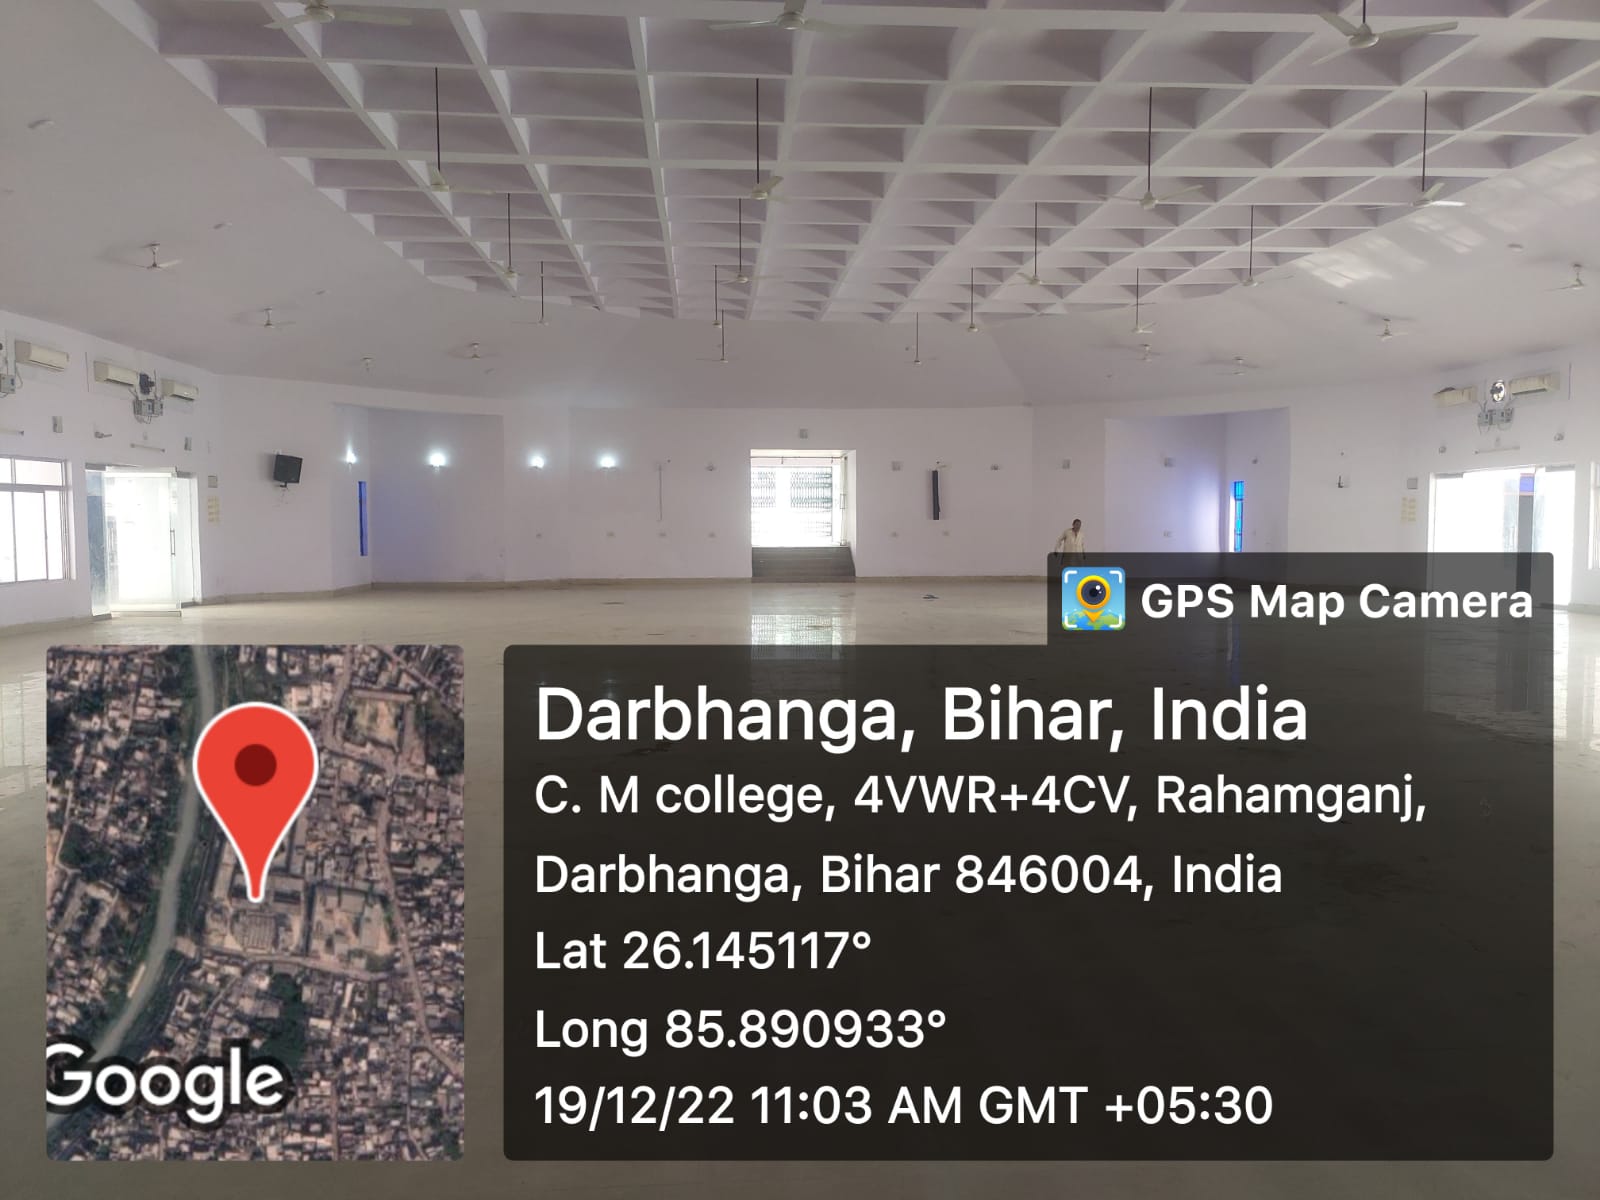 GPS Map Camera
Darbhanga, Bihar, India
C. M college, 4VWR+4CV, Rahamganj,
Darbhanga, Bihar 846004, India
Lat 26.145117°
Long 85.890933°
19/12/22 11:03 AM GMT +05:30
Google